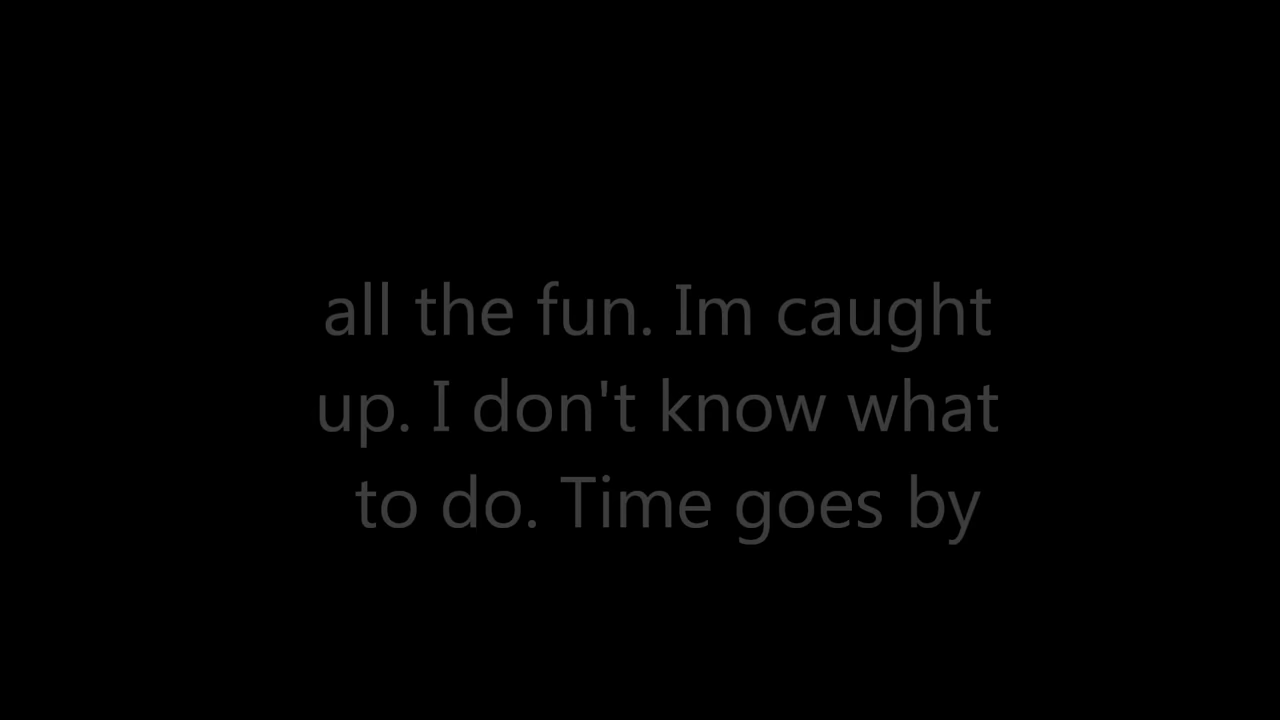 all the fun. Im caught
up. I don't know what
to do. Time goes by